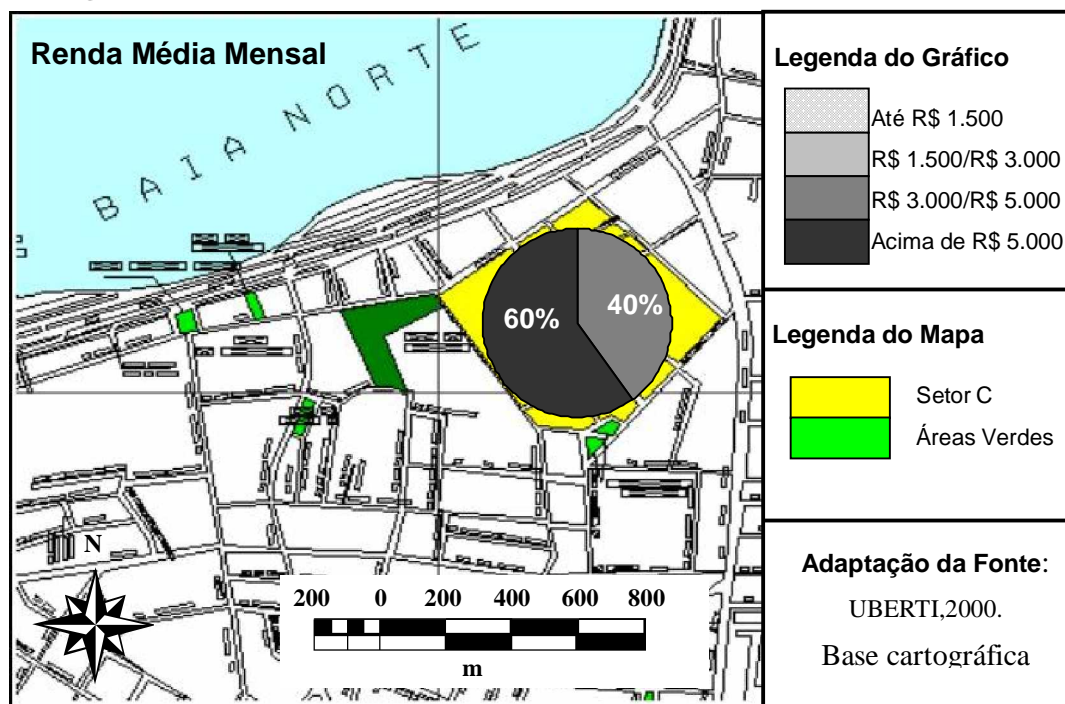 Renda Média Mensal
BAIA NORTE
60%
40%
N
200 0 200 400 600 800
m
Legenda do Gráfico
Até R$ 1.500
R$ 1.500/R$ 3.000
R$ 3.000/R$ 5.000
Acima de R$ 5.000
Legenda do Mapa
Setor C
Áreas Verdes
Adaptação da Fonte:
UBERTI,2000.
Base cartográfica